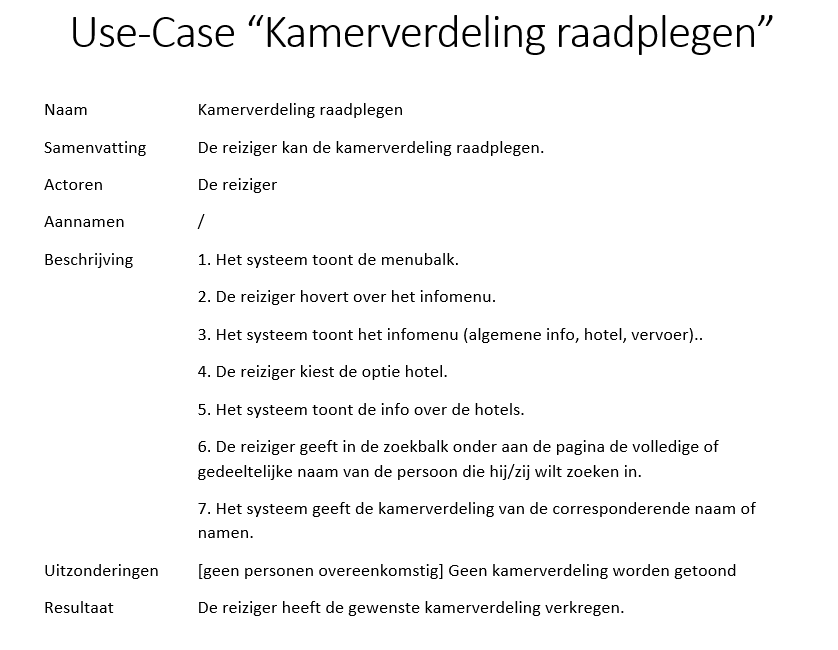 Use-Case “Kamerverdeling raadplegen”
Naam Kamerverdeling raadplegen
Samenvatting De reiziger kan de kamerverdeling raadplegen.
Actoren De reiziger
Aannamen /
Beschrijving 1. Het systeem toont de menubalk.
2. De reiziger hovert over het infomenu.
3. Het systeem toont het infomenu (algemene info, hotel, vervoer)..
4. De reiziger kiest de optie hotel.
5. Het systeem toont de info over de hotels.
6. De reiziger geeft in de zoekbalk onder aan de pagina de volledige of
gedeeltelijke naam van de persoon die hij/zij wilt zoeken in.
7. Het systeem geeft de kamerverdeling van de corresponderende naam of
namen.
Uitzonderingen [geen personen overeenkomstig] Geen kamerverdeling worden getoond
Resultaat De reiziger heeft de gewenste kamerverdeling verkregen.